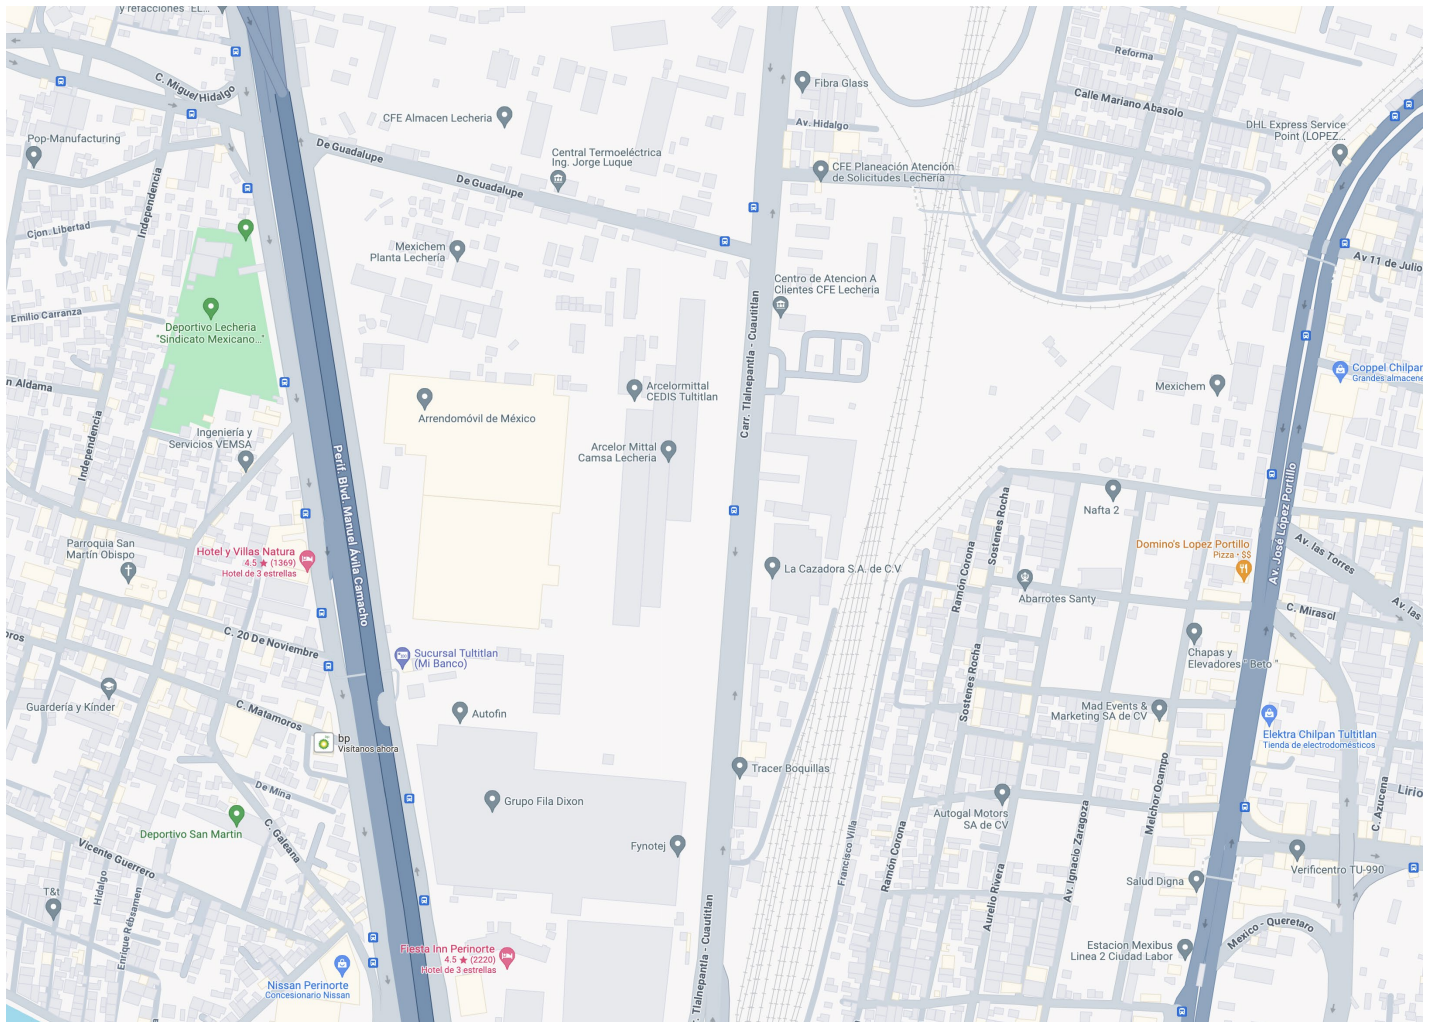 y refacciones "EL...
C. Miguel Hidalgo
Pop-Manufacturing
Independencia
Cjon. Libertad
CFE Almacen Lecheria
De Guadalupe
De Guadalupe
Central Termoeléctrica
Ing. Jorge Luque
Mexichem
Planta Lechería
Fibra Glass
Av. Hidalgo
CFE Planeación Atención
de Solicitudes Lecheria
Reforma
Calle Mariano Abasolo
DHL Express Service
Point (LOPEZ...
Av 11 de Julio
Centro de Atencion A
Clientes CFE Lecheria
Emilio Carranza
Deportivo Lecheria
"Sindicato Mexicano..."
n Aldama
Independencia
Ingeniería y
Servicios VEMSA
Arrendomóvil de México
Arcelormittal
CEDIS Tultitlan
Arcelor Mittal
Camsa Lecheria
Carr. Tlalnepantla - Cuautitlan
Perif. Blvd. Manuel Ávila Camacho
Mexichem
Coppel Chilpan
Grandes almacene
Nafta 2
Av. José López Portillo
Domino's Lopez Portillo
Pizza • $$
Av. las Torres
Av. las
C. Mirasol
Sostenes Rocha
Ramón Corona
Abarrotes Santy
Chapas y
Elevadores " Beto "
La Cazadora S.A. de C.V
Parroquia San
Martín Obispo
Hotel y Villas Natura
4.5 ★ (1369)
Hotel de 3 estrellas
oros
C. 20 De Noviembre
Sucursal Tultitlan
(Mi Banco)
Guardería y Kínder
C. Matamoros
bp
Visítanos ahora
Autofin
Sostenes Rocha
Mad Events &
Marketing SA de CV
Elektra Chilpan Tultitlan
Tienda de electrodomésticos
De Mina
Deportivo San Martin
C. Galeana
Grupo Fila Dixon
Tracer Boquillas
Fynotej
Autogal Motors
SA de CV
Melchor Ocampo
C. Azucena
Lirio
Vicente Guerrero
Hidalgo
T&t
Enrique Rébsamen
Francisco Villa
Ramón Corona
Aurelio Rivera
Av. Ignacio Zaragoza
Salud Digna
Verificentro TU-990
Mexico - Queretaro
Estacion Mexibus
Linea 2 Ciudad Labor
Nissan Perinorte
Concesionario Nissan
Fiesta Inn Perinorte
4.5 ★ (2220)
Hotel de 3 estrellas
. Tlalnepantla - Cuautitlan